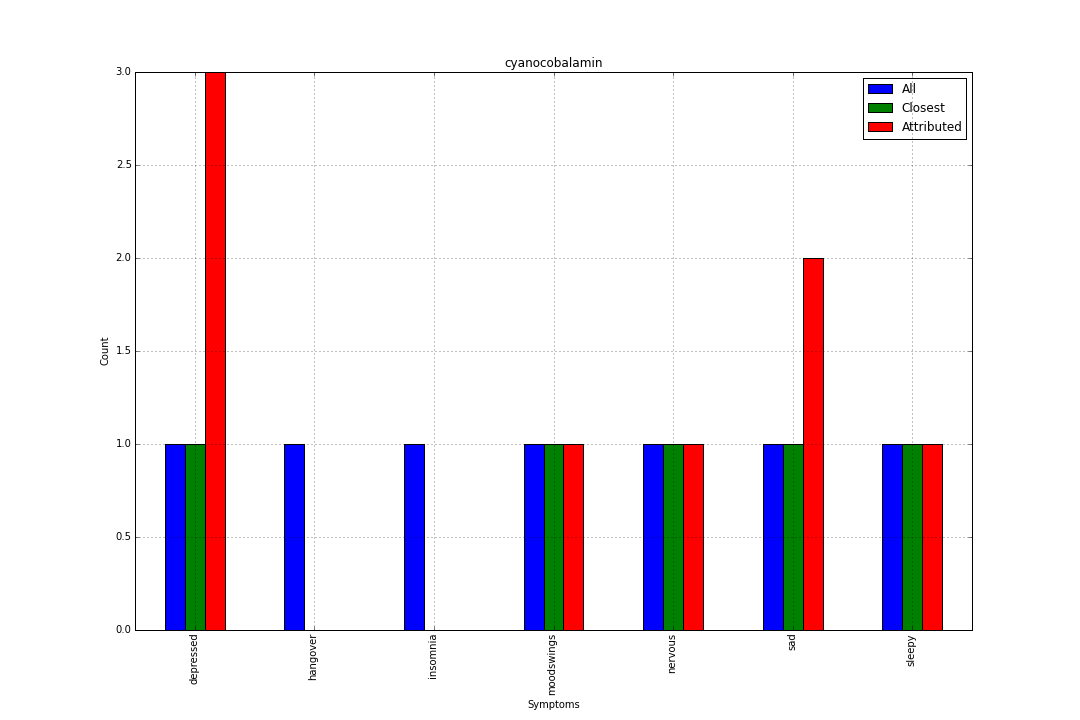 cyanocobalamin
All
Closest
Attributed
3.0
2.5
2.0
1.5
1.0
0.5
0.0
Count
depressed
hangover
insomnia
moodswings
nervous
sad
sleepy
Symptoms